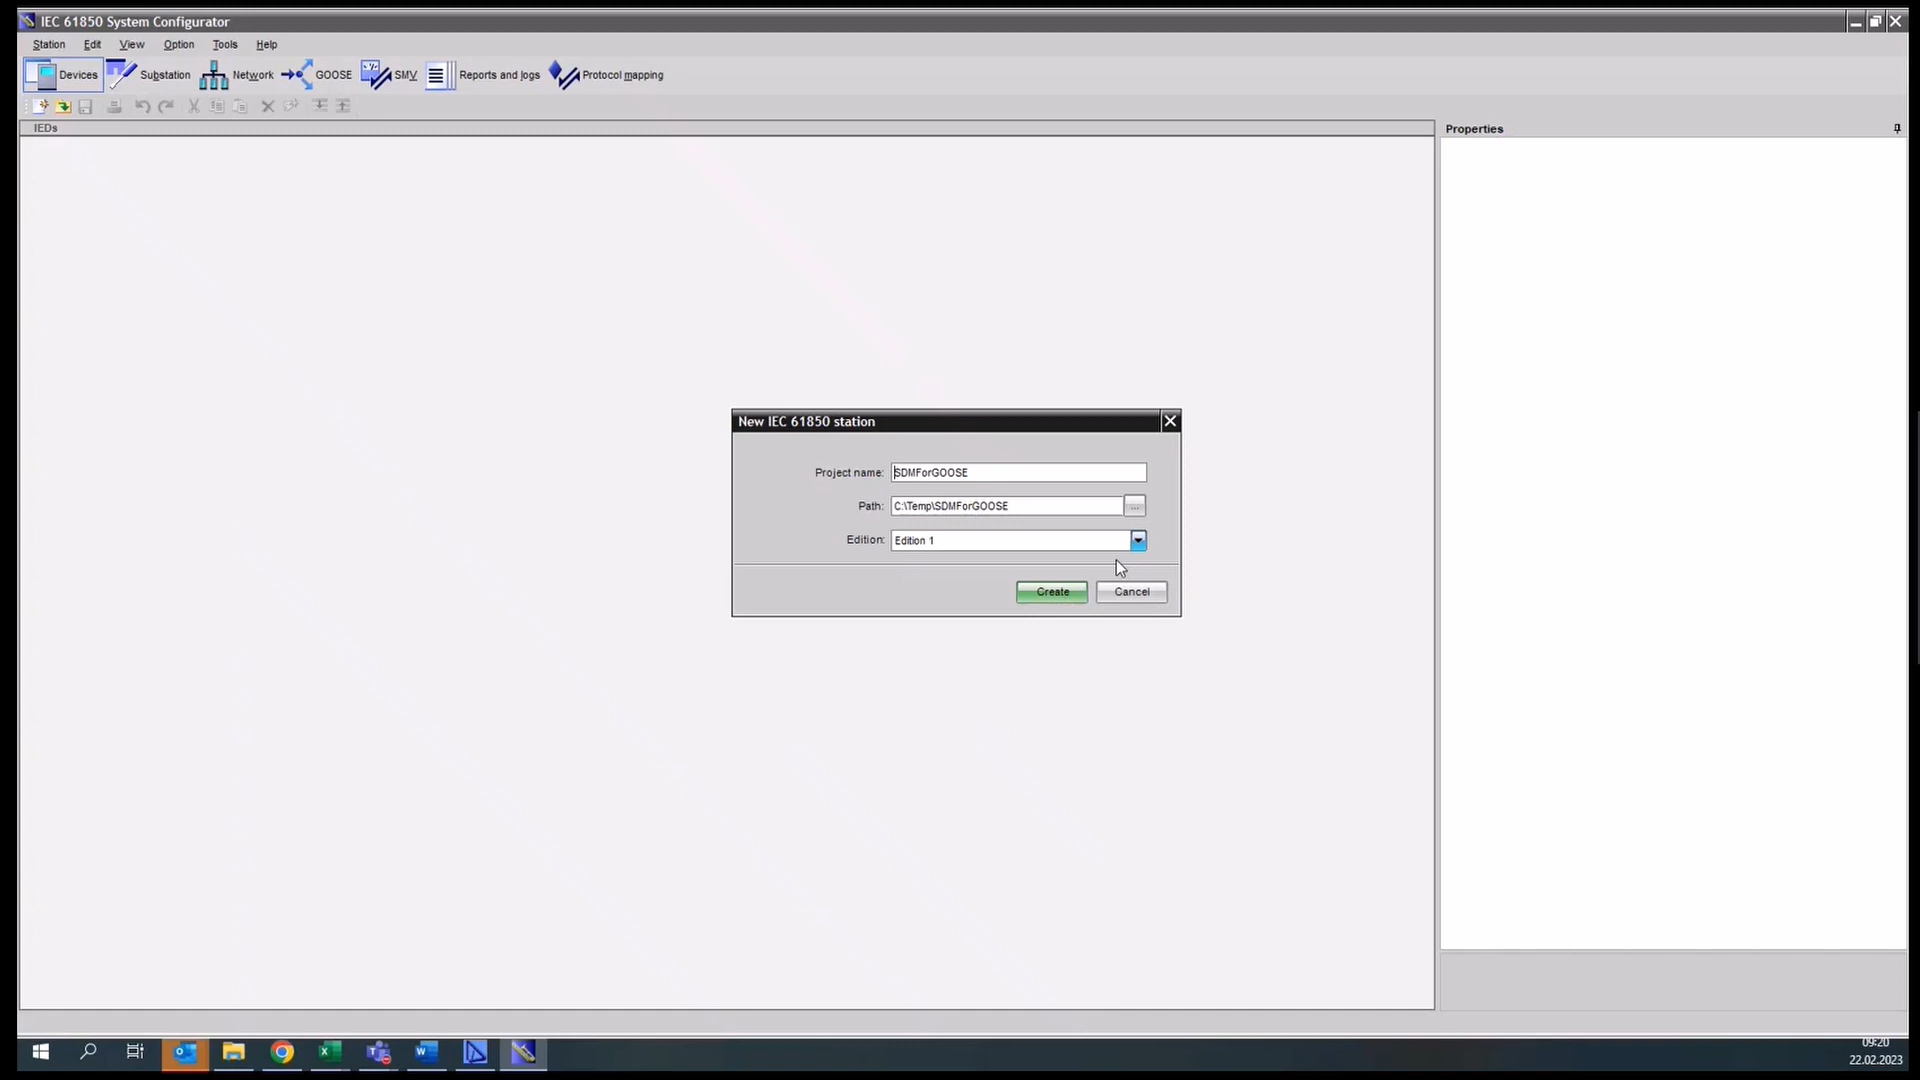 IEC 61850 System Configurator
Station Edit View Option Tools Help
Devices Substation Network GOOSE SMV Reports and logs Protocol mapping
IEDs
Properties
New IEC 61850 station
Project name: SDMForGOOSE
Path: C:\Temp\SDMForGOOSE ...
Edition: Edition 1
Create Cancel
09:20
22.02.2023